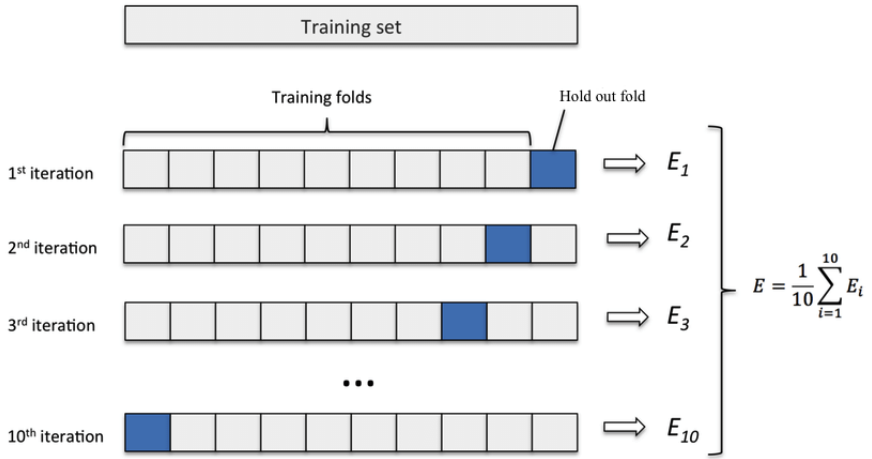 Training set
Training folds
Hold out fold
1st iteration
E1
2nd iteration
E2
3rd iteration
E3
...
10th iteration
E10
E = 1/10 ∑_{i=1}^{10} Ei